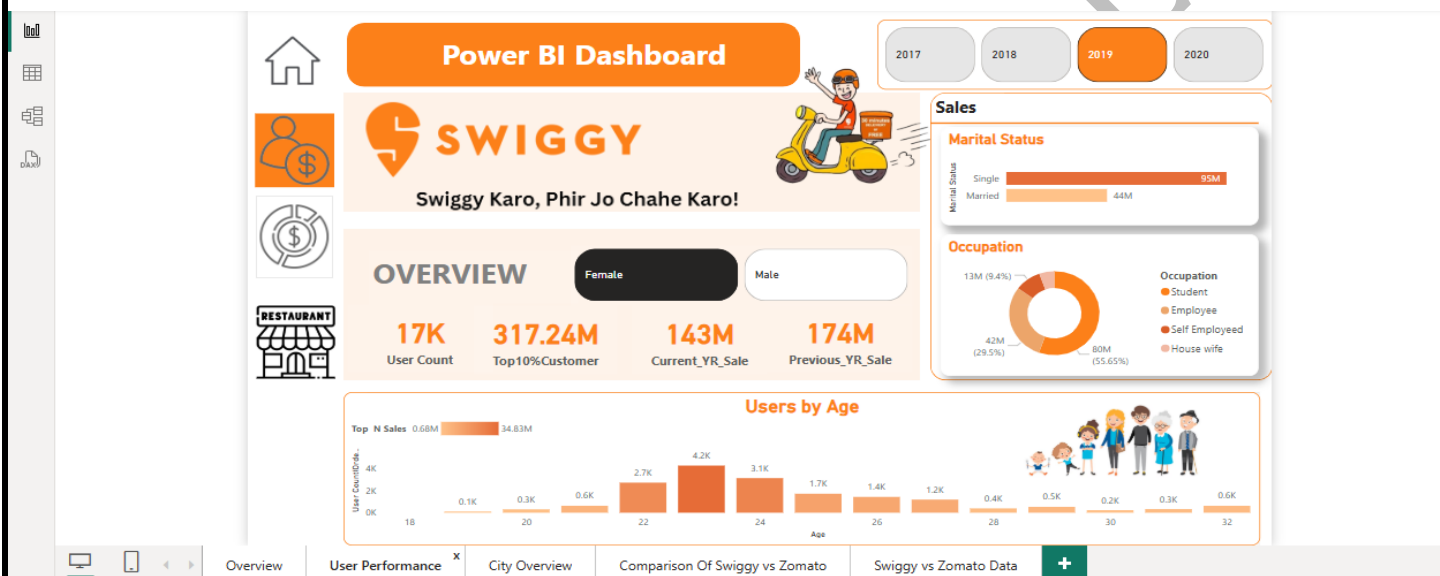 Power BI Dashboard
2017
2018
2019
2020
SWIGGY
Swiggy Karo, Phir Jo Chahe Karo!
RESTAURANT
OVERVIEW
Female
Male
17K
User Count
317.24M
Top10%Customer
143M
Current_YR_Sale
174M
Previous_YR_Sale
Sales
Marital Status
Marital Status
Single
95M
Married
44M
Occupation
13M (9.4%)
42M
(29.5%)
80M
(55.65%)
Occupation
Student
Employee
Self Employeed
House wife
Users by Age
Top N Sales 0.68M 34.83M
User Count(Orde...
4K
2K
0K
0.1K
0.3K
0.6K
2.7K
4.2K
3.1K
1.7K
1.4K
1.2K
0.4K
0.5K
0.2K
0.3K
0.6K
18
20
22
24
26
28
30
32
Age
DAX
Overview
User Performance
x
City Overview
Comparison Of Swiggy vs Zomato
Swiggy vs Zomato Data
+